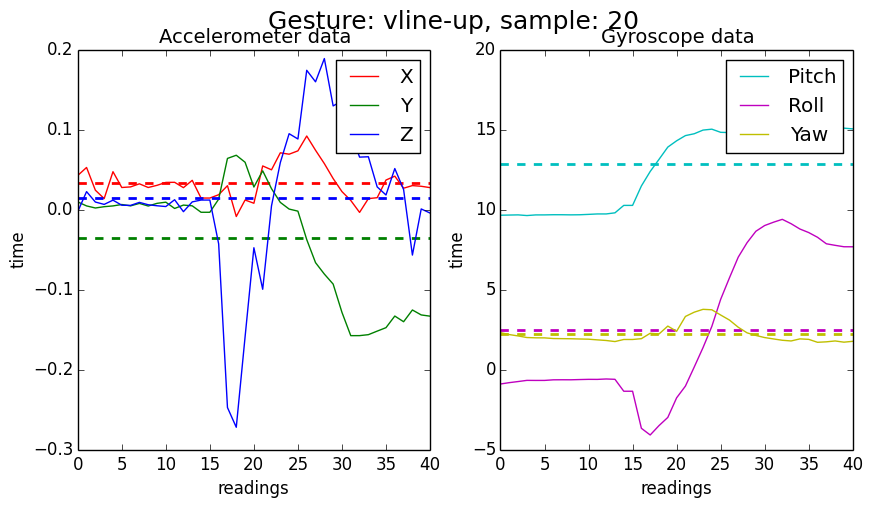 Gesture: vline-up, sample: 20
Accelerometer data
0.2
0.1
0.0
−0.1
−0.2
−0.3
time
X
Y
Z
0 5 10 15 20 25 30 35 40
readings
Gyroscope data
20
15
10
5
0
−5
time
Pitch
Roll
Yaw
0 5 10 15 20 25 30 35 40
readings